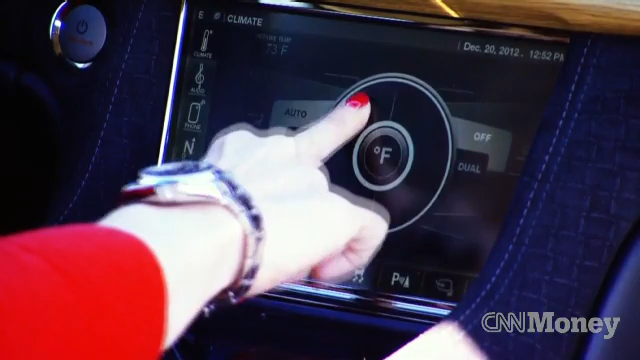 E CLIMATE
Dec. 20, 2012 . 12:52 PM
73°F
CLIMATE
AUDIO
PHONE
N
AUTO
OFF
°F
DUAL
P
CNNMoney